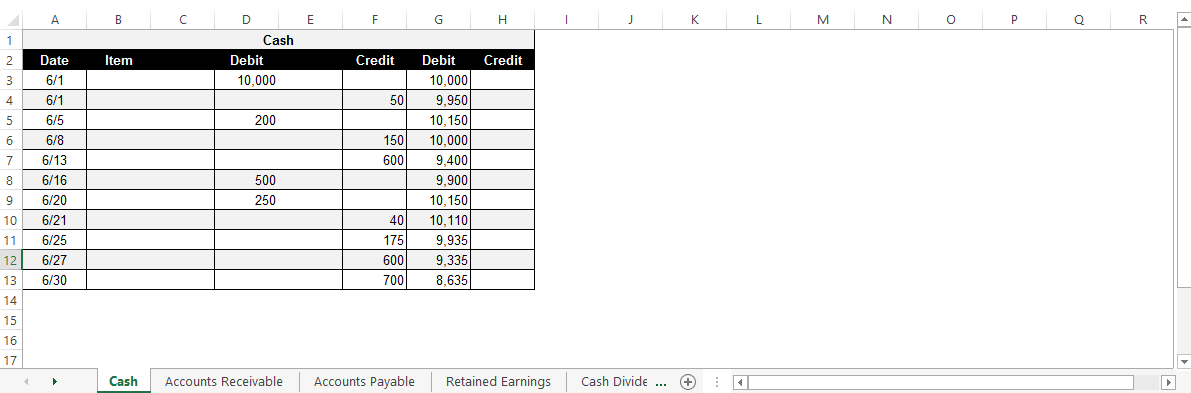 A B C D E F G H I J K L M N O P Q R
1 Cash
2 Date Item Debit Credit Debit Credit
3 6/1 10,000 10,000
4 6/1 50 9,950
5 6/5 200 10,150
6 6/8 150 10,000
7 6/13 600 9,400
8 6/16 500 9,900
9 6/20 250 10,150
10 6/21 40 10,110
11 6/25 175 9,935
12 6/27 600 9,335
13 6/30 700 8,635
14
15
16
17
Cash Accounts Receivable Accounts Payable Retained Earnings Cash Divide ...